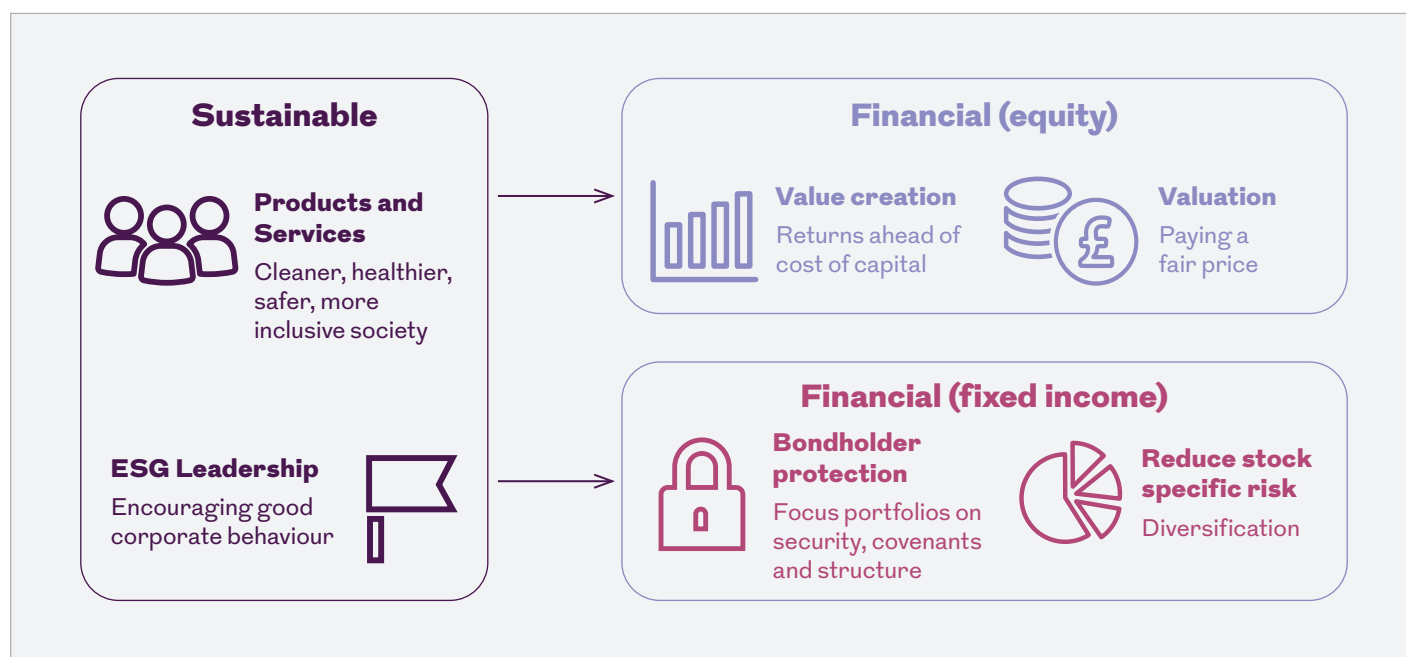 Sustainable
Products and
Services
Cleaner, healthier,
safer, more
inclusive society
ESG Leadership
Encouraging good
corporate behaviour
Financial (equity)
Value creation
Returns ahead of
cost of capital
£
Valuation
Paying a
fair price
Financial (fixed income)
Bondholder
protection
Focus portfolios on
security, covenants
and structure
Reduce stock
specific risk
Diversification